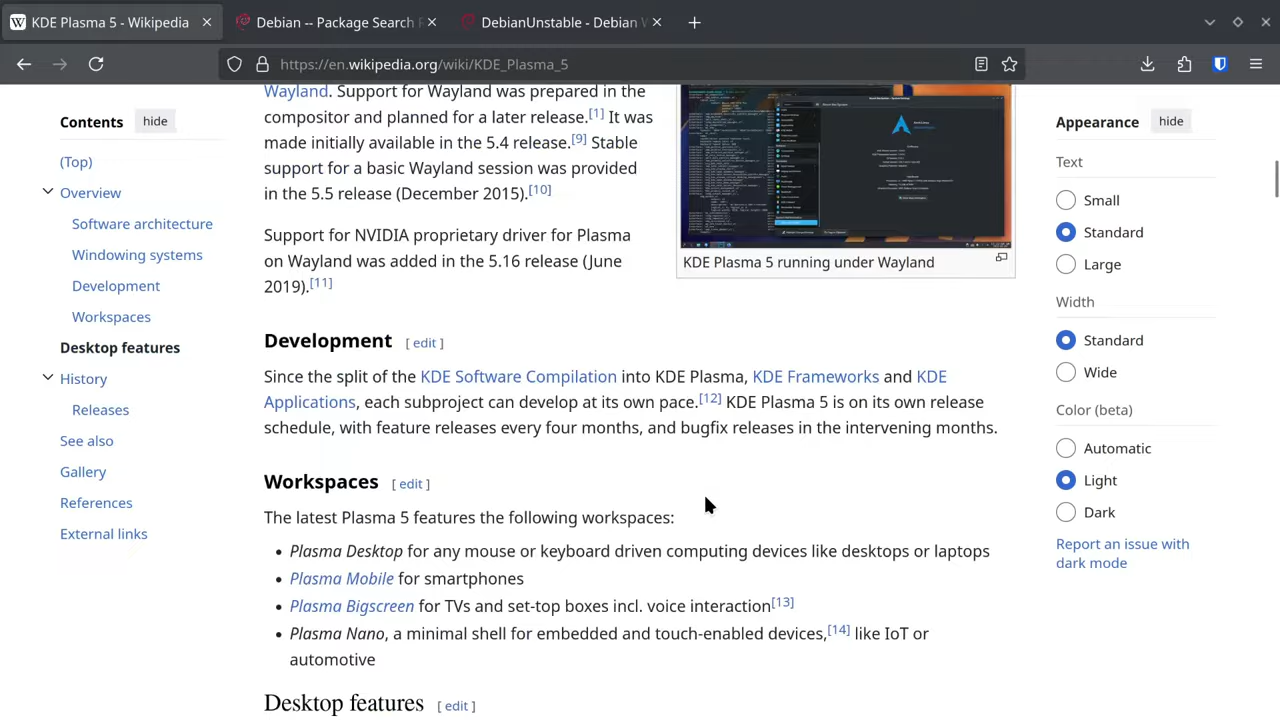 KDE Plasma 5 - Wikipedia
Debian -- Package Search R
DebianUnstable - Debian W
https://en.wikipedia.org/wiki/KDE_Plasma_5
Contents hide
(Top)
Overview
Software architecture
Windowing systems
Development
Workspaces
Desktop features
History
Releases
See also
Gallery
References
External links
Wayland. Support for Wayland was prepared in the
compositor and planned for a later release.[1] It was
made initially available in the 5.4 release.[9] Stable
support for a basic Wayland session was provided
in the 5.5 release (December 2015).[10]
Support for NVIDIA proprietary driver for Plasma
on Wayland was added in the 5.16 release (June
2019).[11]
KDE Plasma 5 running under Wayland
Development [ edit ]
Since the split of the KDE Software Compilation into KDE Plasma, KDE Frameworks and KDE
Applications, each subproject can develop at its own pace.[12] KDE Plasma 5 is on its own release
schedule, with feature releases every four months, and bugfix releases in the intervening months.
Workspaces [ edit ]
The latest Plasma 5 features the following workspaces:
• Plasma Desktop for any mouse or keyboard driven computing devices like desktops or laptops
• Plasma Mobile for smartphones
• Plasma Bigscreen for TVs and set-top boxes incl. voice interaction[13]
• Plasma Nano, a minimal shell for embedded and touch-enabled devices,[14] like IoT or
automotive
Desktop features [ edit ]
Appearance hide
Text
Small
Standard
Large
Width
Standard
Wide
Color (beta)
Automatic
Light
Dark
Report an issue with
dark mode